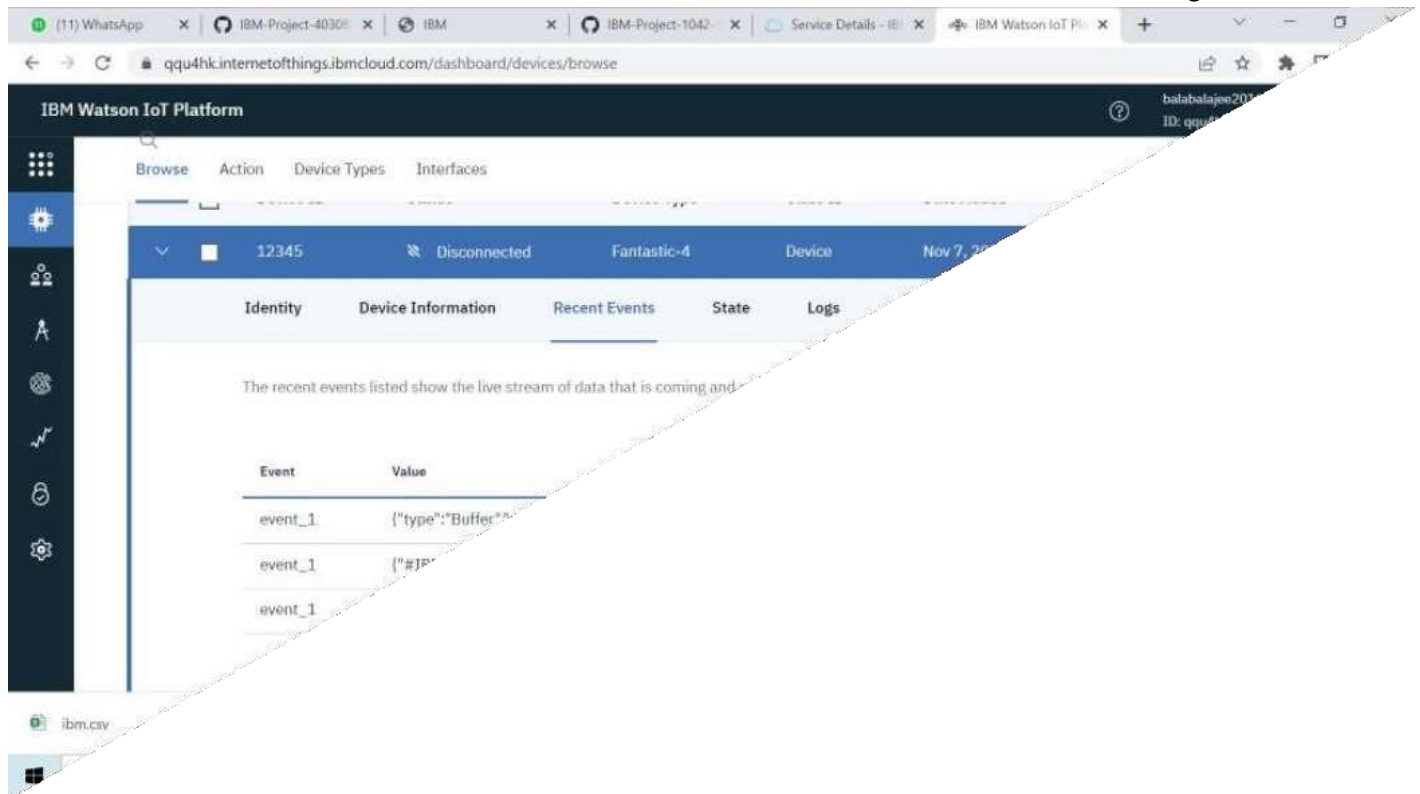 (11) WhatsApp IBM-Project-4030 IBM IBM-Project-1042- Service Details - IB IBM Watson IoT Pl
qqu4hk.internetofthings.ibmcloud.com/dashboard/devices/browse
IBM Watson IoT Platform
balabalajee201
ID: qqu4
Browse Action Device Types Interfaces
12345 Disconnected Fantastic-4 Device Nov 7, 20
Identity Device Information Recent Events State Logs
The recent events listed show the live stream of data that is coming and
Event Value
event_1 {"type":"Buffer"
event_1 {"#IB
event_1
ibm.csv